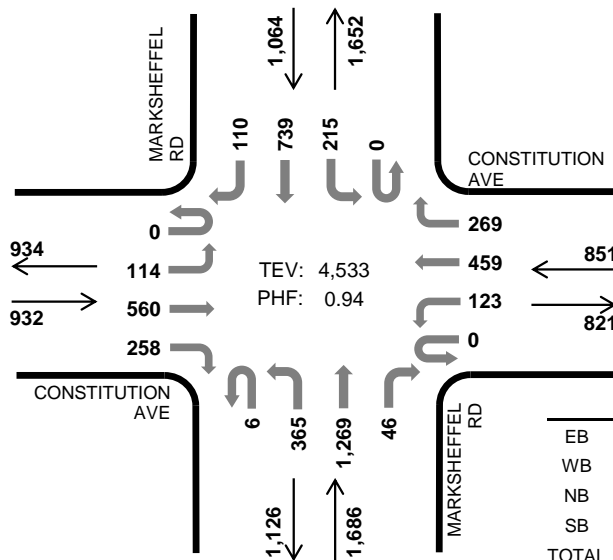 1,064
1,652
MARKSHEFFEL
RD
110
739
215
0
CONSTITUTION
AVE
0
114
560
258
934
932
TEV: 4,533
PHF: 0.94
269
459
123
0
851
821
CONSTITUTION
AVE
6
365
1,269
46
MARKSHEFFEL
RD
1,126
1,686
EB
WB
NB
SB
TOTAL